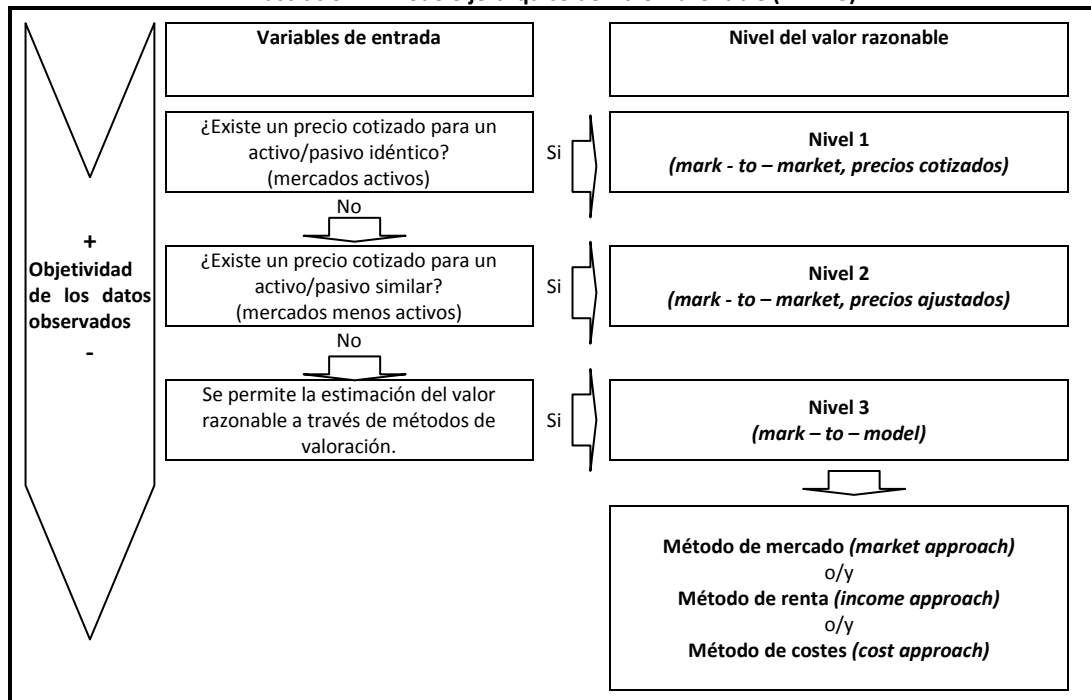 Variables de entrada
Nivel del valor razonable
¿Existe un precio cotizado para un
activo/pasivo idéntico?
(mercados activos)
Si
Nivel 1
(mark - to – market, precios cotizados)
No
+
Objetividad
de los datos
observados
-
¿Existe un precio cotizado para un
activo/pasivo similar?
(mercados menos activos)
Si
Nivel 2
(mark - to – market, precios ajustados)
No
Se permite la estimación del valor
razonable a través de métodos de
valoración.
Si
Nivel 3
(mark – to – model)
Método de mercado (market approach)
o/y
Método de renta (income approach)
o/y
Método de costes (cost approach)